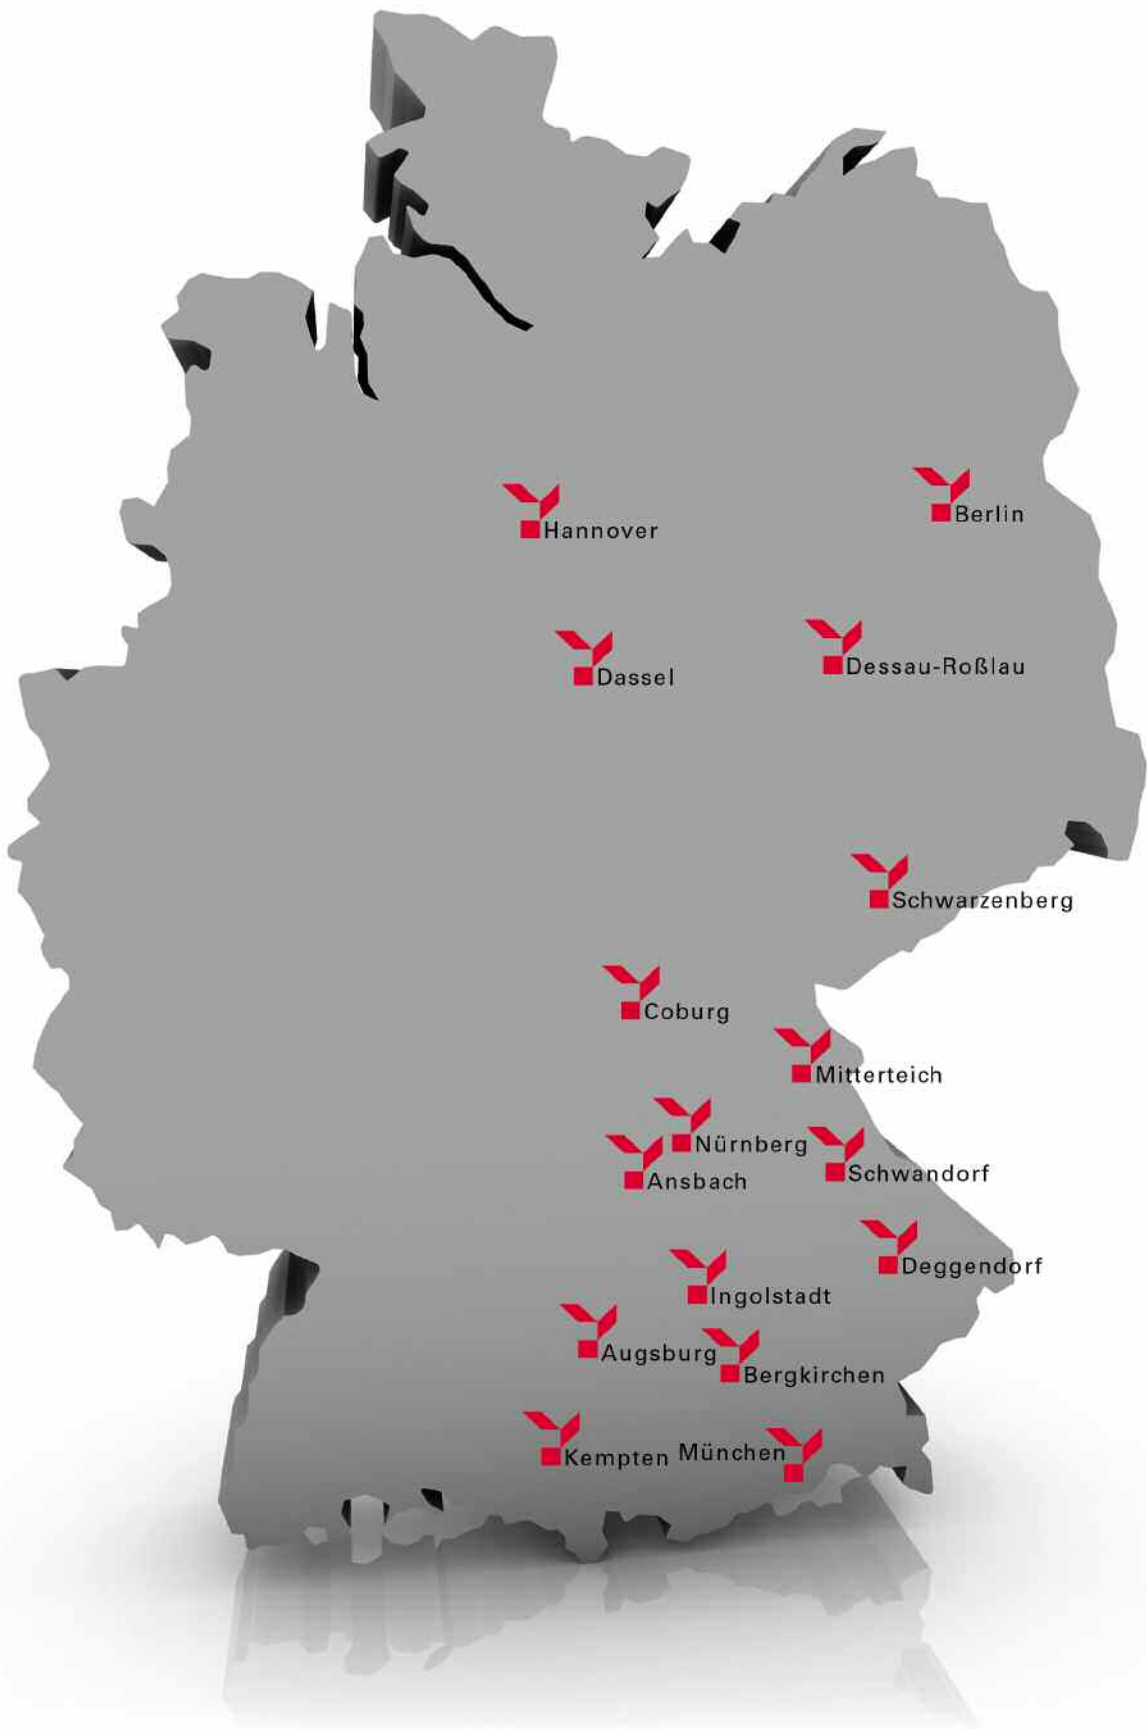 Berlin
Hannover
Dessau-Roßlau
Dassel
Schwarzenberg
Coburg
Mitterteich
Nürnberg
Schwandorf
Ansbach
Deggendorf
Ingolstadt
Augsburg
Bergkirchen
Kempten
München